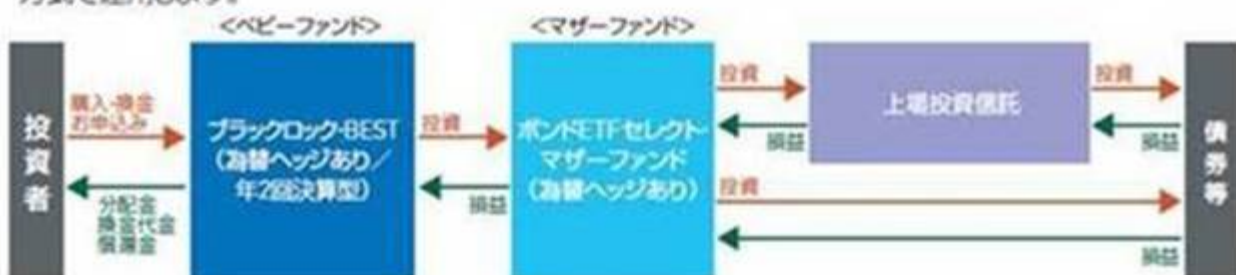 <ベビーファンド>
<マザーファンド>
投資者
購入・換金
お申込み
分配金
換金代金
償還金
ブラックロック・BEST
(為替ヘッジあり/
年2回決算型)
投資
損益
ボンドETFセレクト・
マザーファンド
(為替ヘッジあり)
投資
損益
上場投資信託
投資
損益
投資
損益
債券等